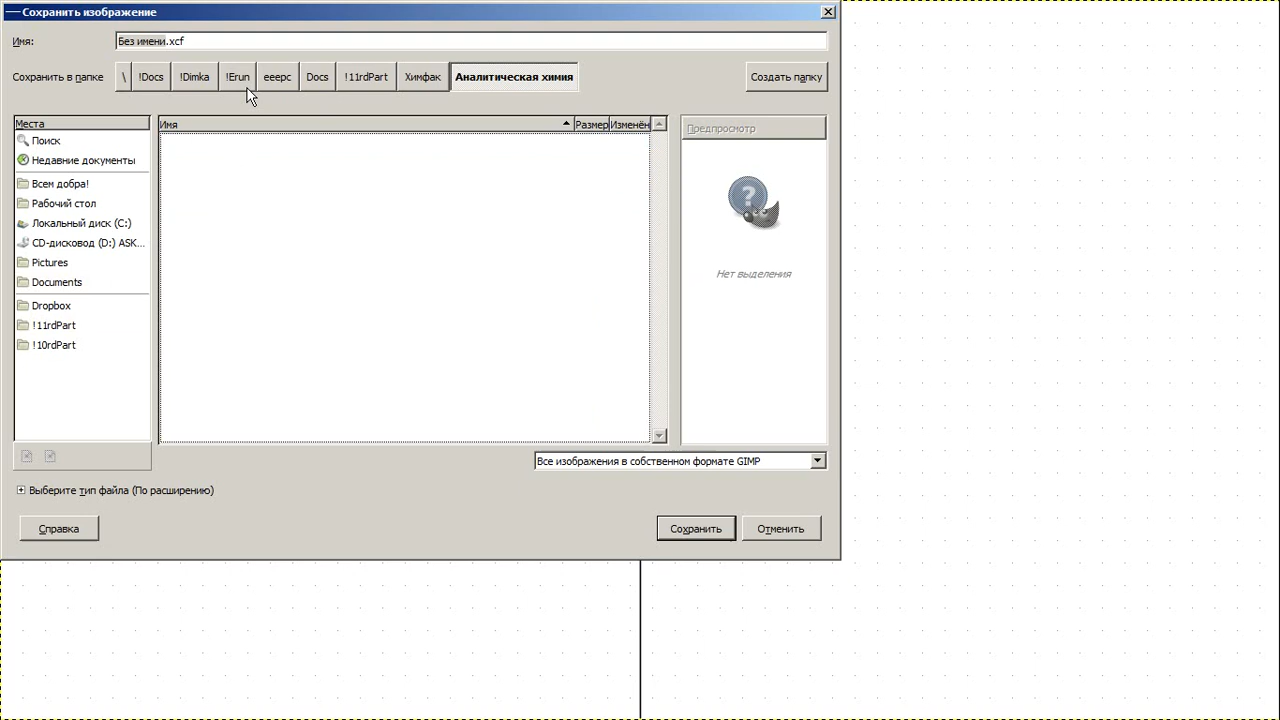 Сохранить изображение
Имя: Без имени.xcf
Сохранить в папке \ !Docs !Dimka !Erun eeepc Docs !11rdPart Химфак Аналитическая химия Создать папку
Места Имя Размер Изменён Предпросмотр
Поиск
Недавние документы
Всем добра!
Рабочий стол
Локальный диск (C:)
CD-дисковод (D:) ASK...
Pictures
Нет выделения
Documents
Dropbox
!11rdPart
!10rdPart
Все изображения в собственном формате GIMP
Выберите тип файла (По расширению)
Справка Сохранить Отменить